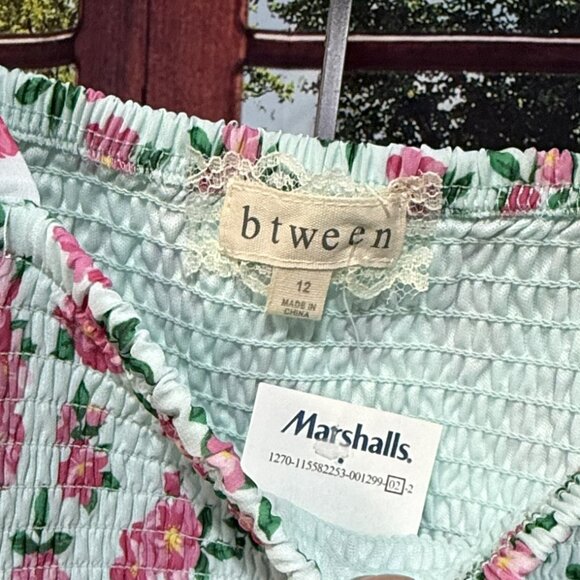 btween
12
MADE IN
CHINA
Marshalls.
1270-115582253-001299-02-2